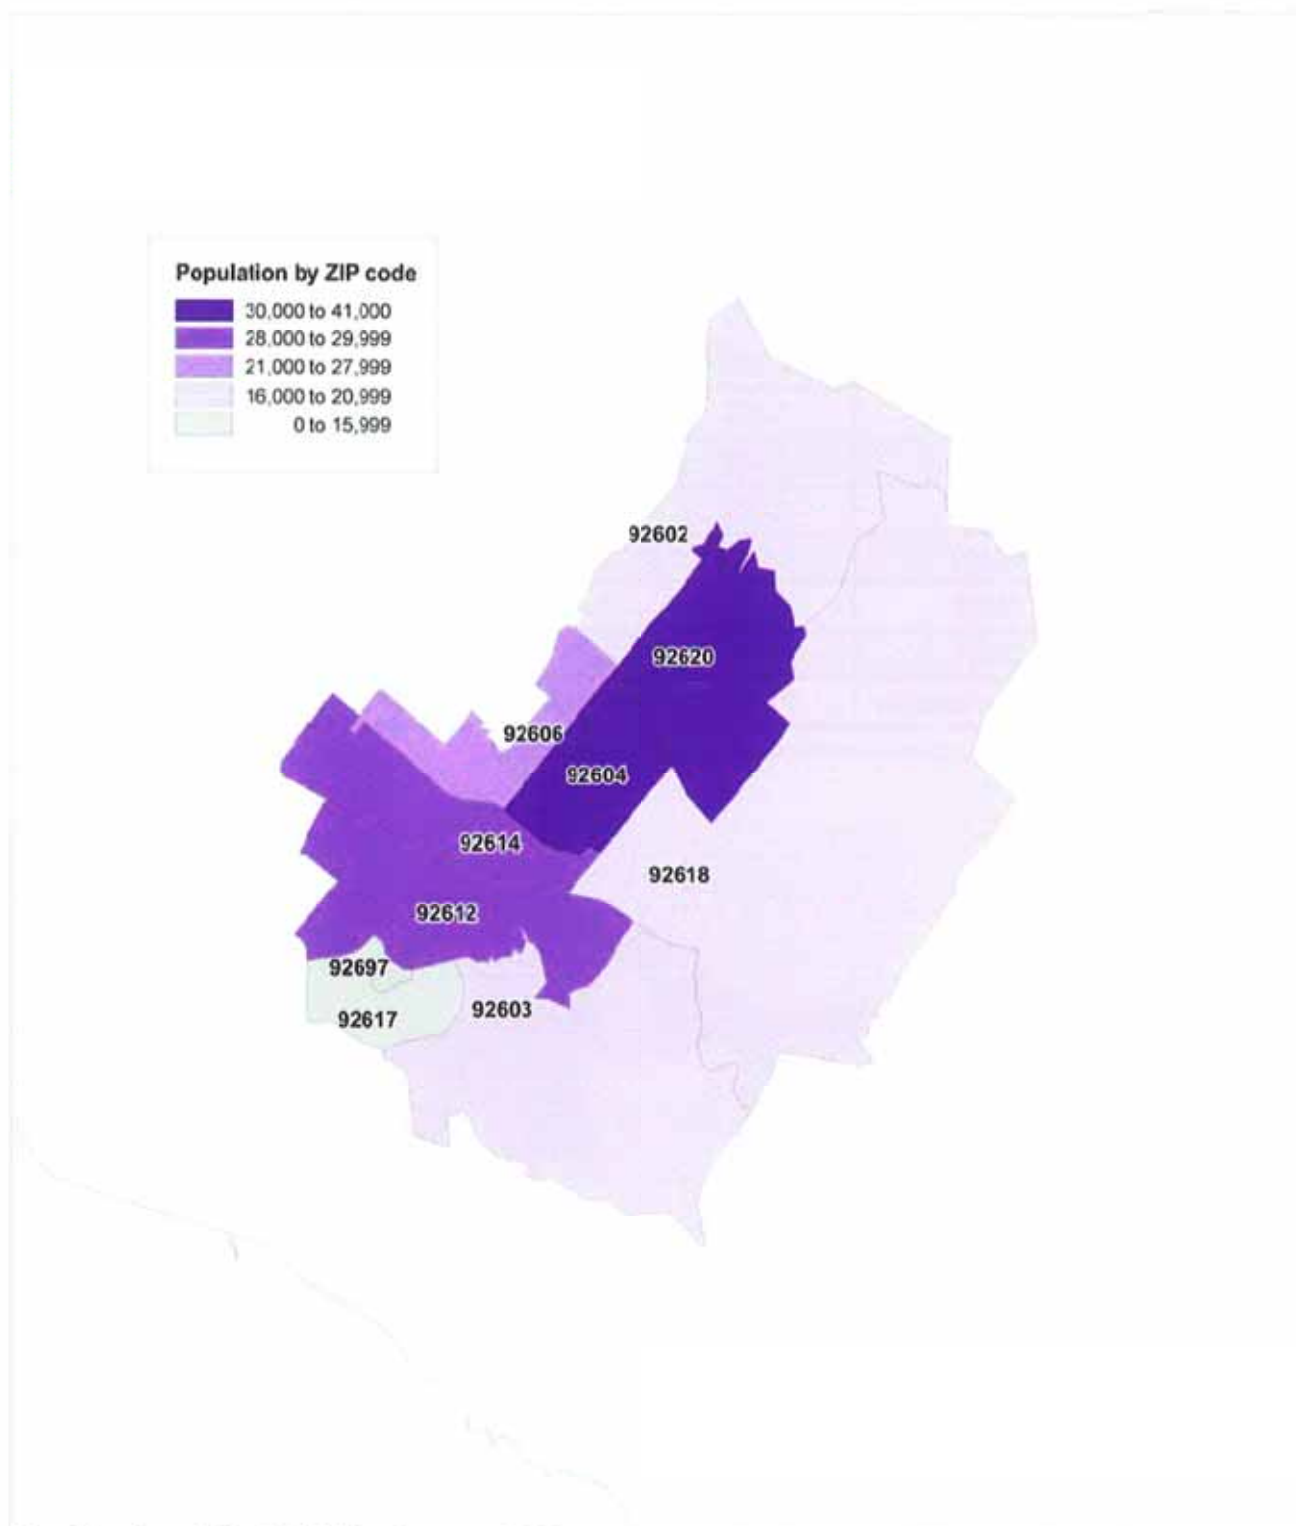 Population by ZIP code
30,000 to 41,000
28,000 to 29,999
21,000 to 27,999
16,000 to 20,999
0 to 15,999
92602
92620
92606
92604
92614
92618
92612
92697
92603
92617